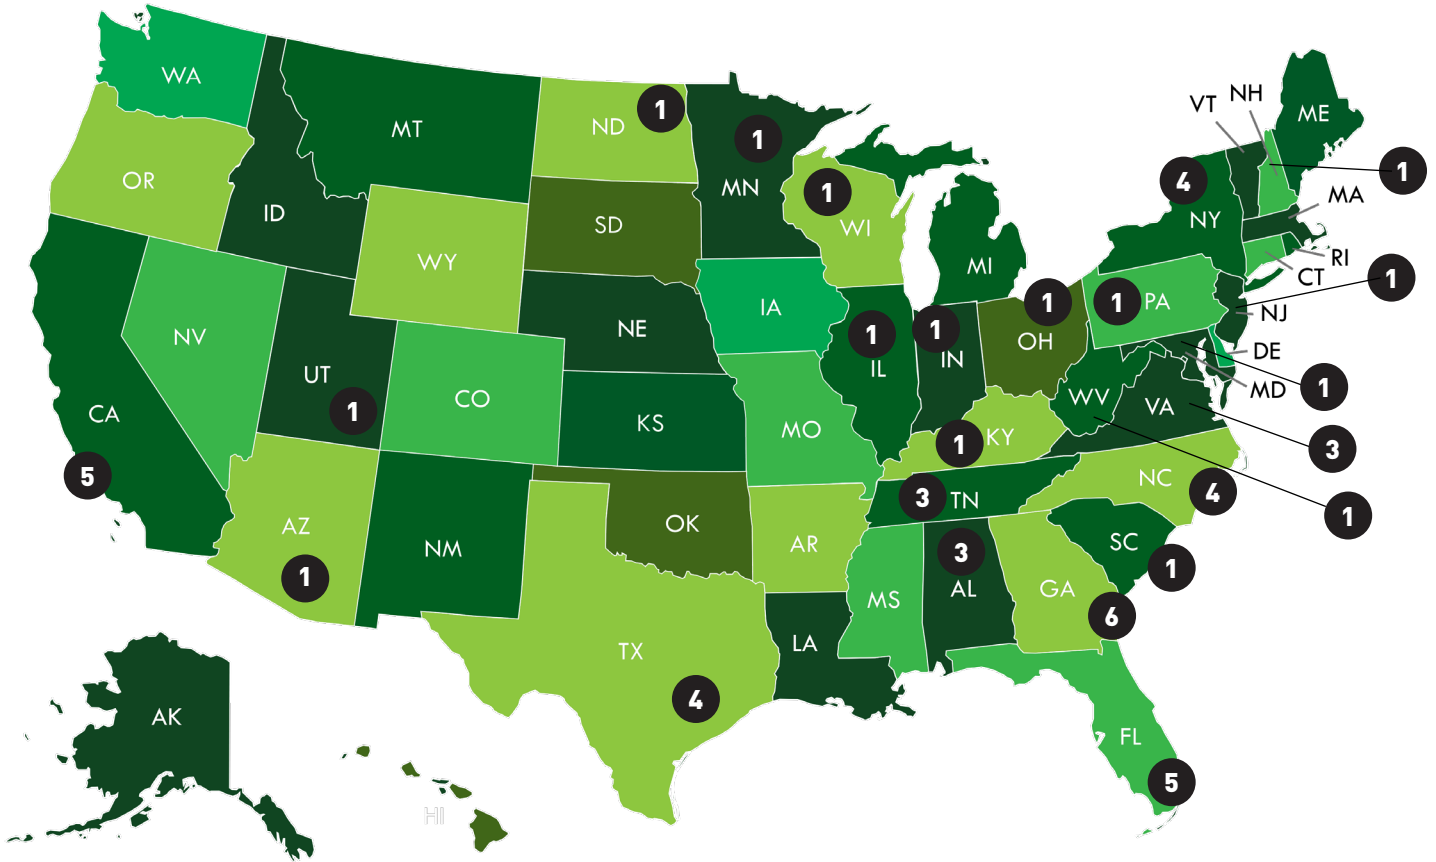 WA
OR
CA
5
NV
ID
MT
WY
UT
1
AZ
1
CO
NM
ND
1
SD
NE
KS
OK
TX
4
MN
1
IA
MO
AR
LA
WI
1
IL
1
MS
MI
IN
1
OH
1
KY
1
TN
3
AL
3
GA
6
FL
5
SC
1
NC
4
VA
3
WV
1
PA
1
NY
4
VT
NH
1
ME
MA
RI
CT
NJ
1
DE
MD
1
AK
HI